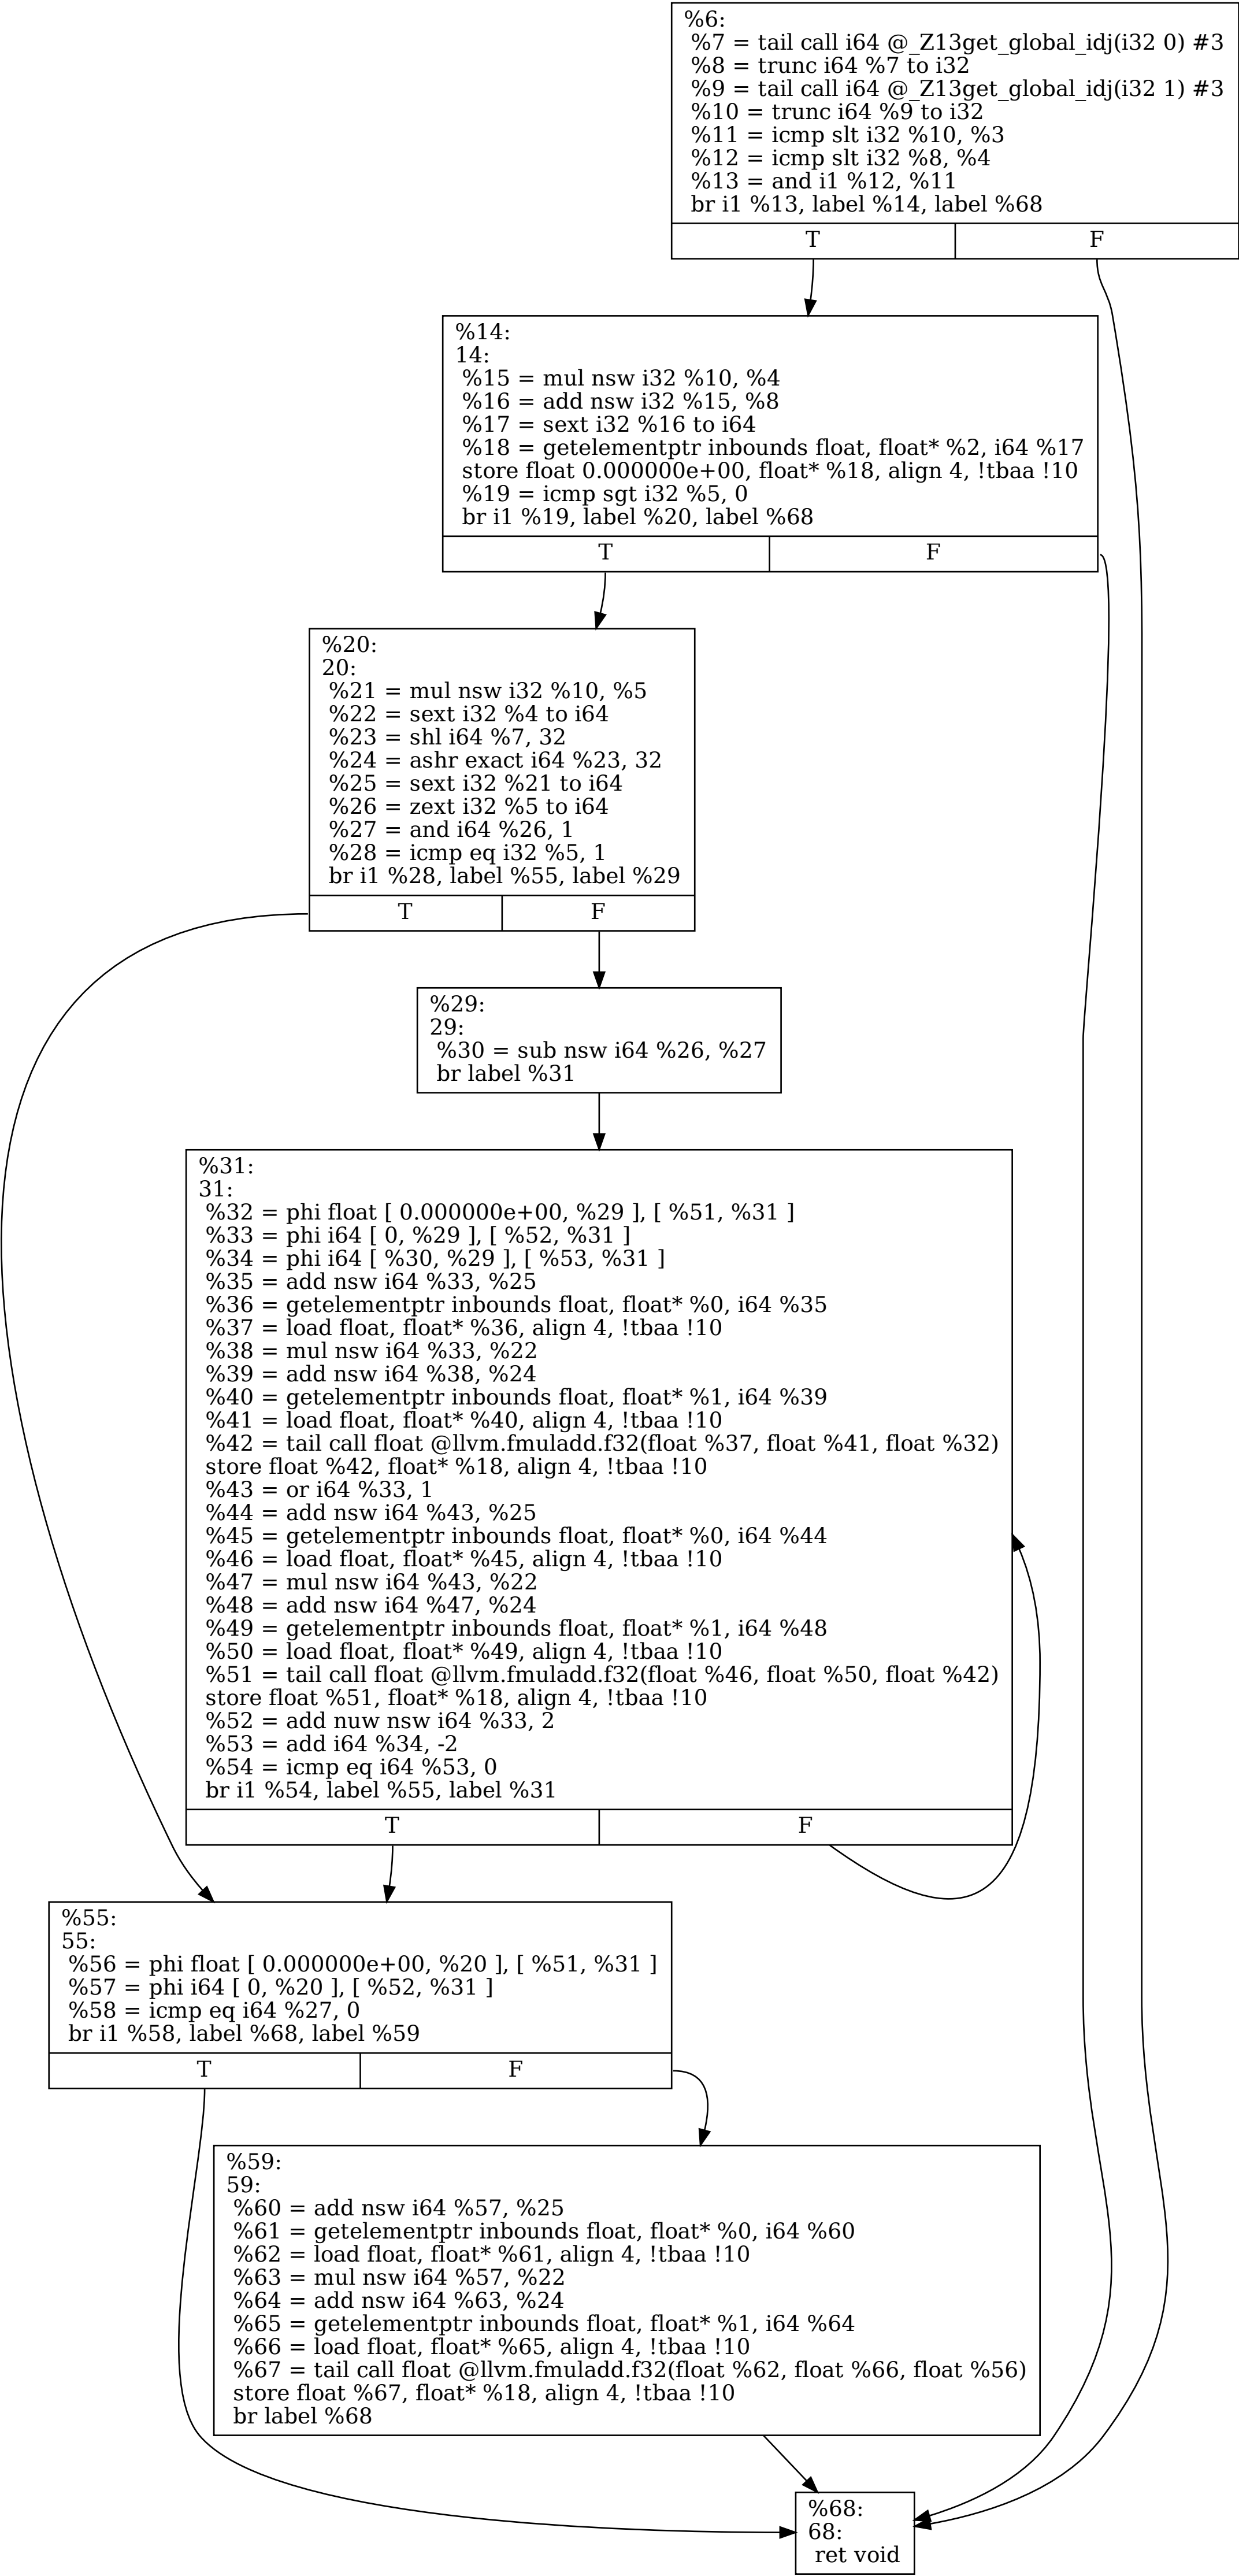 %6:
%7 = tail call i64 @_Z13get_global_idj(i32 0) #3
%8 = trunc i64 %7 to i32
%9 = tail call i64 @_Z13get_global_idj(i32 1) #3
%10 = trunc i64 %9 to i32
%11 = icmp slt i32 %10, %3
%12 = icmp slt i32 %8, %4
%13 = and i1 %12, %11
br i1 %13, label %14, label %68
T F
%14:
14:
%15 = mul nsw i32 %10, %4
%16 = add nsw i32 %15, %8
%17 = sext i32 %16 to i64
%18 = getelementptr inbounds float, float* %2, i64 %17
store float 0.000000e+00, float* %18, align 4, !tbaa !10
%19 = icmp sgt i32 %5, 0
br i1 %19, label %20, label %68
T F
%20:
20:
%21 = mul nsw i32 %10, %5
%22 = sext i32 %4 to i64
%23 = shl i64 %7, 32
%24 = ashr exact i64 %23, 32
%25 = sext i32 %21 to i64
%26 = zext i32 %5 to i64
%27 = and i64 %26, 1
%28 = icmp eq i32 %5, 1
br i1 %28, label %55, label %29
T F
%29:
29:
%30 = sub nsw i64 %26, %27
br label %31
%31:
31:
%32 = phi float [ 0.000000e+00, %29 ], [ %51, %31 ]
%33 = phi i64 [ 0, %29 ], [ %52, %31 ]
%34 = phi i64 [ %30, %29 ], [ %53, %31 ]
%35 = add nsw i64 %33, %25
%36 = getelementptr inbounds float, float* %0, i64 %35
%37 = load float, float* %36, align 4, !tbaa !10
%38 = mul nsw i64 %33, %22
%39 = add nsw i64 %38, %24
%40 = getelementptr inbounds float, float* %1, i64 %39
%41 = load float, float* %40, align 4, !tbaa !10
%42 = tail call float @llvm.fmuladd.f32(float %37, float %41, float %32)
store float %42, float* %18, align 4, !tbaa !10
%43 = or i64 %33, 1
%44 = add nsw i64 %43, %25
%45 = getelementptr inbounds float, float* %0, i64 %44
%46 = load float, float* %45, align 4, !tbaa !10
%47 = mul nsw i64 %43, %22
%48 = add nsw i64 %47, %24
%49 = getelementptr inbounds float, float* %1, i64 %48
%50 = load float, float* %49, align 4, !tbaa !10
%51 = tail call float @llvm.fmuladd.f32(float %46, float %50, float %42)
store float %51, float* %18, align 4, !tbaa !10
%52 = add nuw nsw i64 %33, 2
%53 = add i64 %34, -2
%54 = icmp eq i64 %53, 0
br i1 %54, label %55, label %31
T F
%55:
55:
%56 = phi float [ 0.000000e+00, %20 ], [ %51, %31 ]
%57 = phi i64 [ 0, %20 ], [ %52, %31 ]
%58 = icmp eq i64 %27, 0
br i1 %58, label %68, label %59
T F
%59:
59:
%60 = add nsw i64 %57, %25
%61 = getelementptr inbounds float, float* %0, i64 %60
%62 = load float, float* %61, align 4, !tbaa !10
%63 = mul nsw i64 %57, %22
%64 = add nsw i64 %63, %24
%65 = getelementptr inbounds float, float* %1, i64 %64
%66 = load float, float* %65, align 4, !tbaa !10
%67 = tail call float @llvm.fmuladd.f32(float %62, float %66, float %56)
store float %67, float* %18, align 4, !tbaa !10
br label %68
%68:
68:
ret void